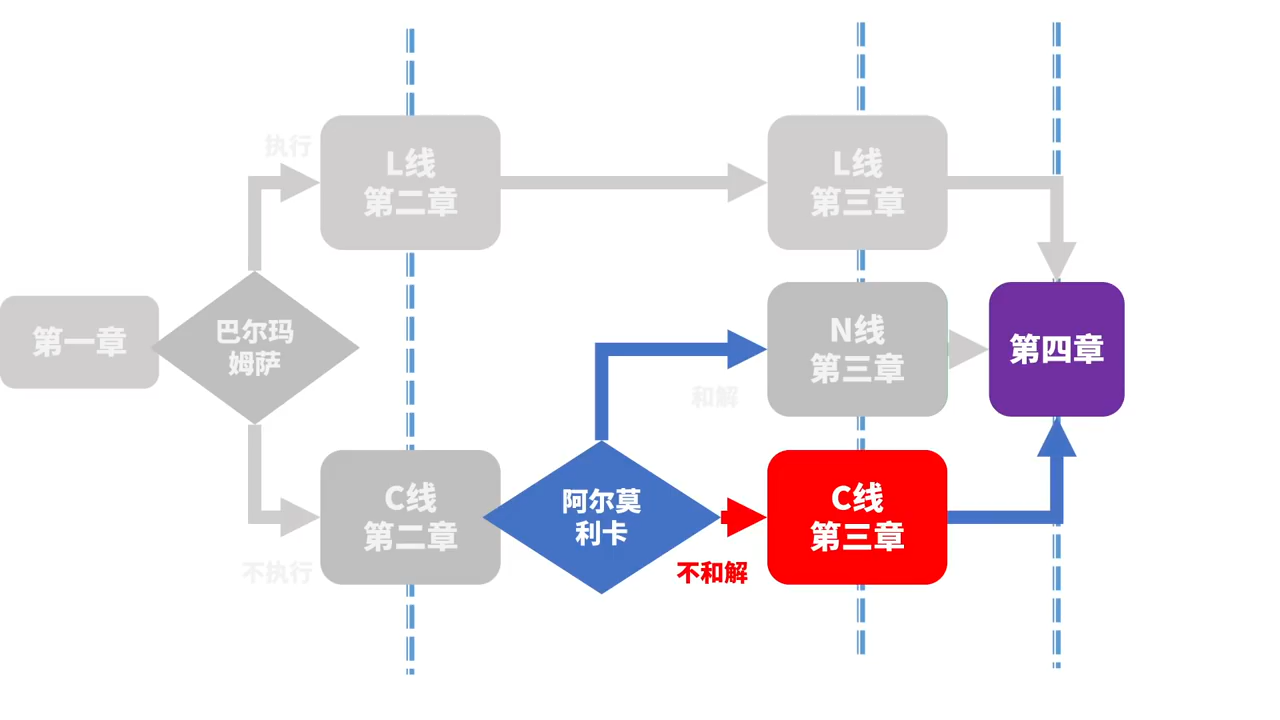 执行
L线
第二章
L线
第三章
第一章
巴尔玛
姆萨
N线
第三章
第四章
和解
C线
第二章
阿尔莫
利卡
C线
第三章
不执行
不和解